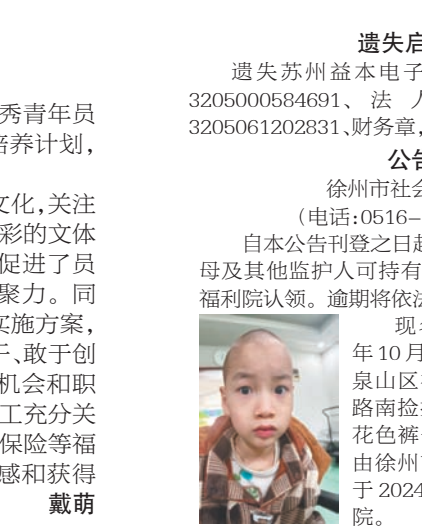 秀青年员
培养计划，
文化，关注
彩的文体
促进了员
聚力。同
实施方案，
干、敢于创
机会和职
工充分关
保险等福
感和获得
戴萌
遗失启
遗失苏州益本电子
3205000584691、法人
3205061202831、财务章，
公告
徐州市社会
（电话:0516-
自本公告刊登之日起
母及其他监护人可持有
福利院认领。逾期将依法
现名
年10月
泉山区
路南捡
花色裤
由徐州
于2024
院。